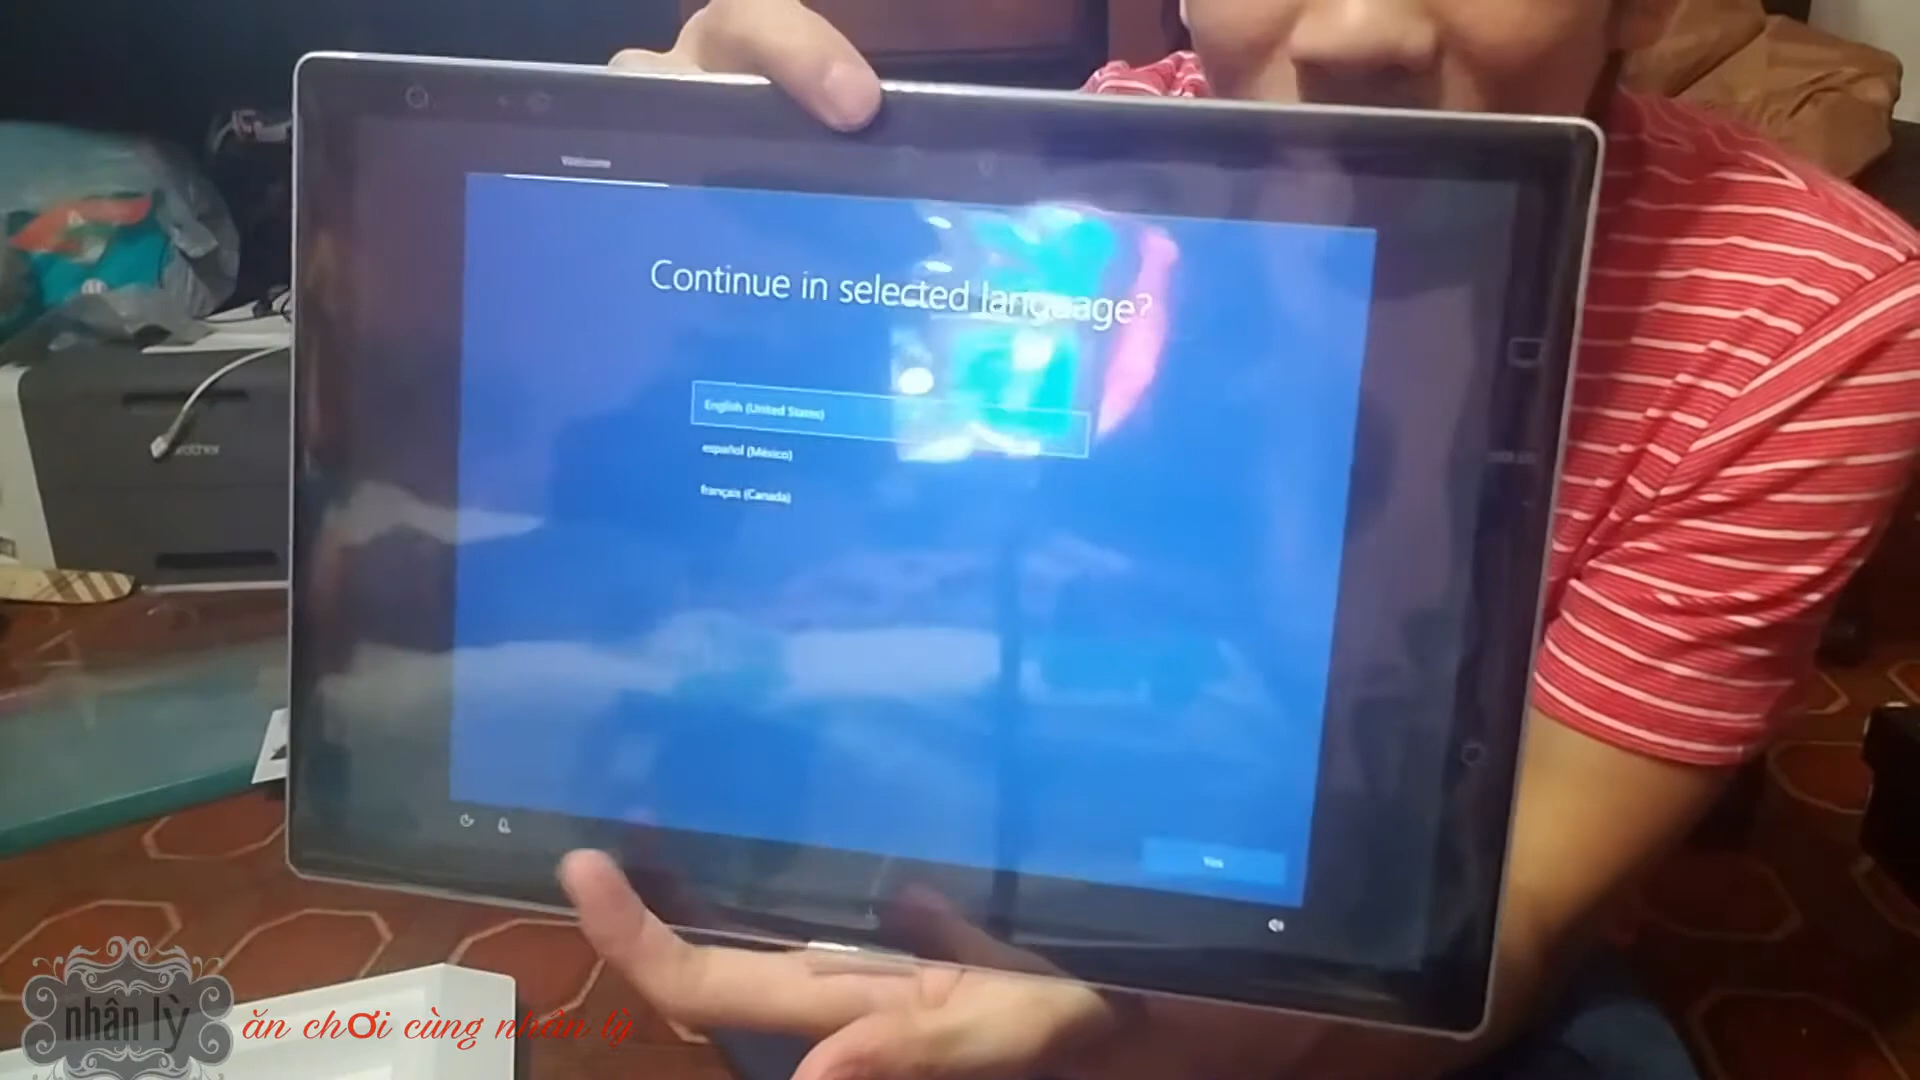 Welcome
Continue in selected language?
English (United States)
español (México)
français (Canada)
Yes
nhân lỳ
ăn chơi cùng nhân lỳ